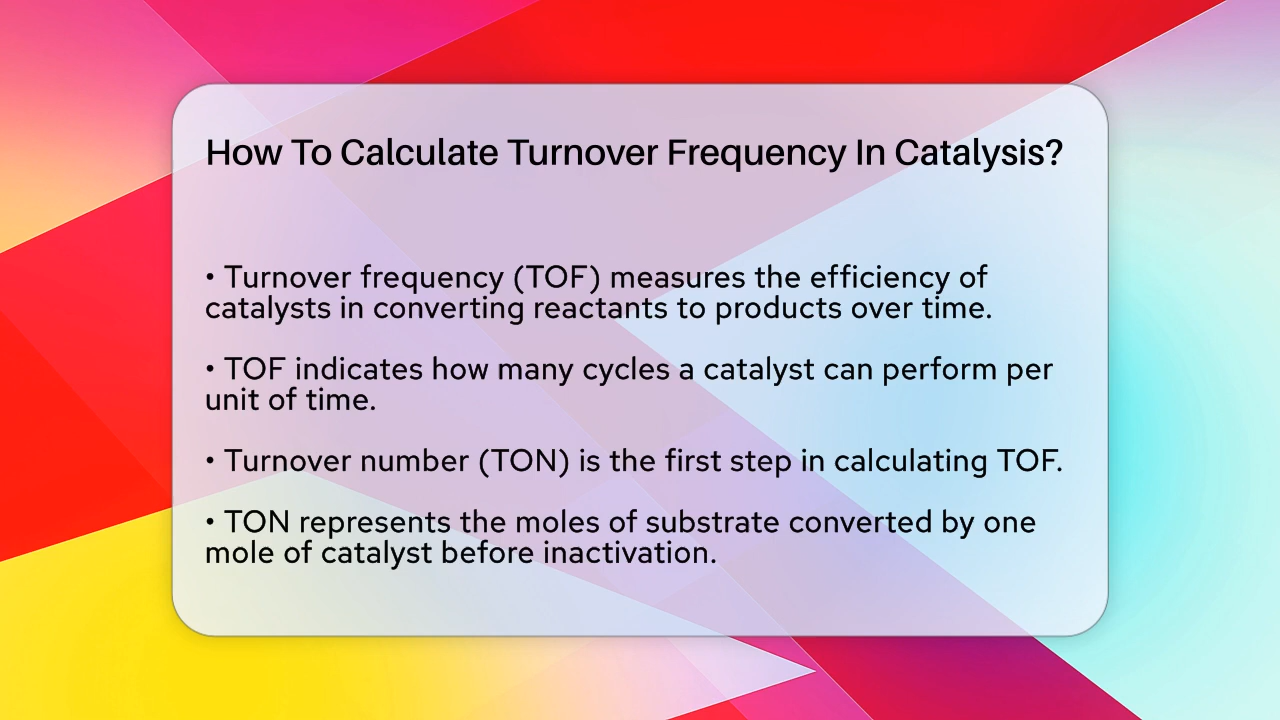 How To Calculate Turnover Frequency In Catalysis?
• Turnover frequency (TOF) measures the efficiency of
catalysts in converting reactants to products over time.
• TOF indicates how many cycles a catalyst can perform per
unit of time.
• Turnover number (TON) is the first step in calculating TOF.
• TON represents the moles of substrate converted by one
mole of catalyst before inactivation.